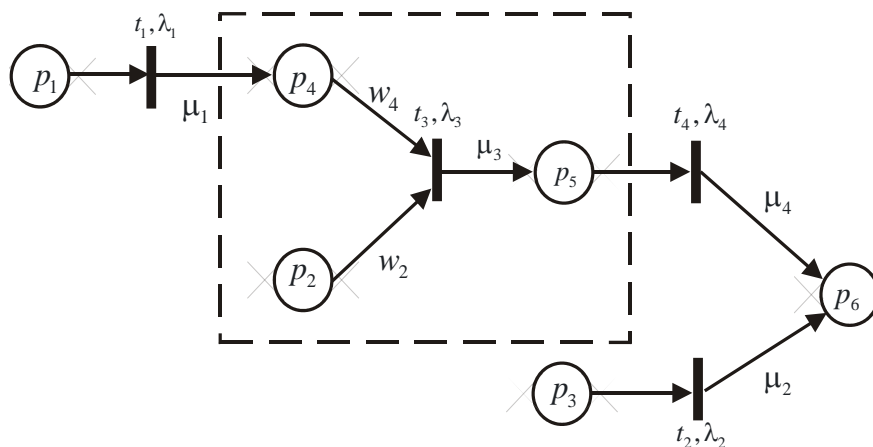 t₁, λ₁
p₁
μ₁
p₄
w₄
t₃, λ₃
μ₃
p₅
t₄, λ₄
μ₄
p₂
w₂
p₆
p₃
μ₂
t₂, λ₂